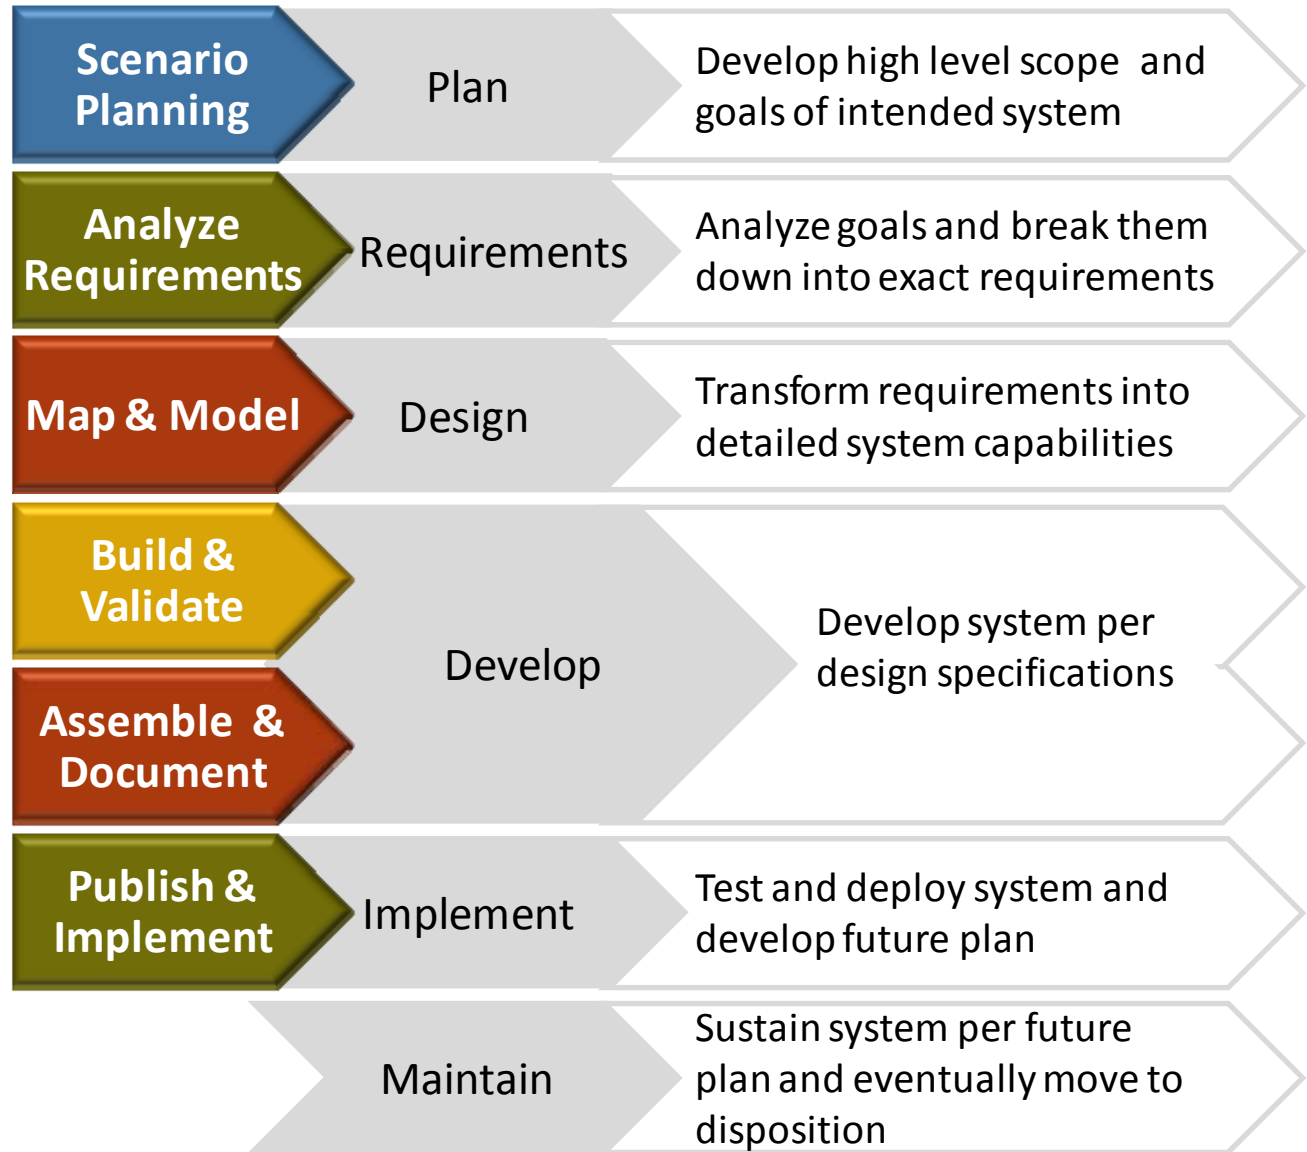 Scenario
Planning
Plan
Develop high level scope and
goals of intended system
Analyze
Requirements
Requirements
Analyze goals and break them
down into exact requirements
Map & Model
Design
Transform requirements into
detailed system capabilities
Build &
Validate
Assemble &
Document
Develop
Develop system per
design specifications
Publish &
Implement
Implement
Test and deploy system and
develop future plan
Maintain
Sustain system per future
plan and eventually move to
disposition